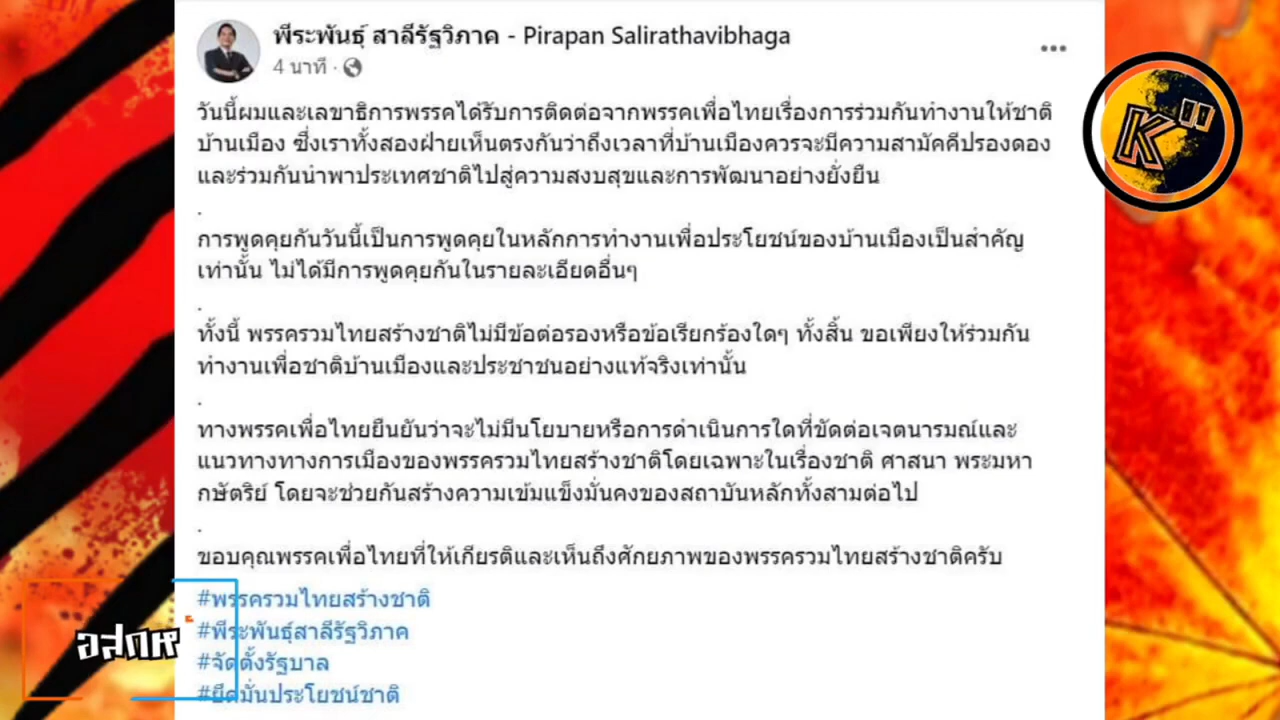 พีระพันธุ์ สาลีรัฐวิภาค - Pirapan Salirathavibhaga
4 นาที ·
วันนี้ผมและเลขาธิการพรรคได้รับการติดต่อจากพรรคเพื่อไทยเรื่องการร่วมกันทำงานให้ชาติ
บ้านเมือง ซึ่งเราทั้งสองฝ่ายเห็นตรงกันว่าถึงเวลาที่บ้านเมืองควรจะมีความสามัคคีปรองดอง
และร่วมกันนำพาประเทศชาติไปสู่ความสงบสุขและการพัฒนาอย่างยั่งยืน
.
การพูดคุยกันวันนี้เป็นการพูดคุยในหลักการทำงานเพื่อประโยชน์ของบ้านเมืองเป็นสำคัญ
เท่านั้น ไม่ได้มีการพูดคุยกันในรายละเอียดอื่นๆ
.
ทั้งนี้ พรรครวมไทยสร้างชาติไม่มีข้อต่อรองหรือข้อเรียกร้องใดๆ ทั้งสิ้น ขอเพียงให้ร่วมกัน
ทำงานเพื่อชาติบ้านเมืองและประชาชนอย่างแท้จริงเท่านั้น
.
ทางพรรคเพื่อไทยยืนยันว่าจะไม่มีนโยบายหรือการดำเนินการใดที่ขัดต่อเจตนารมณ์และ
แนวทางทางการเมืองของพรรครวมไทยสร้างชาติโดยเฉพาะในเรื่องชาติ ศาสนา พระมหา
กษัตริย์ โดยจะช่วยกันสร้างความเข้มแข็งมั่นคงของสถาบันหลักทั้งสามต่อไป
.
ขอบคุณพรรคเพื่อไทยที่ให้เกียรติและเห็นถึงศักยภาพของพรรครวมไทยสร้างชาติครับ
#พรรครวมไทยสร้างชาติ
#พีระพันธุ์สาลีรัฐวิภาค
#จัดตั้งรัฐบาล
#ยึดมั่นประโยชน์ชาติ
K"